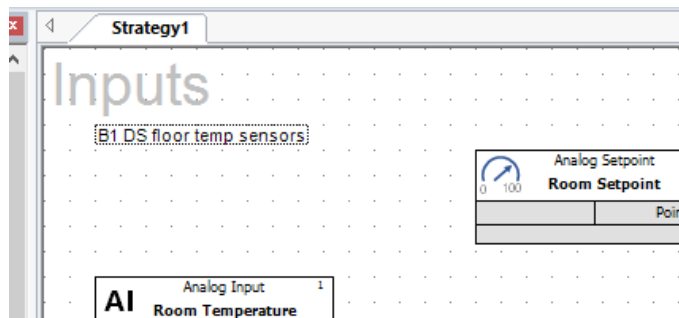 Strategy1
Inputs
B1 DS floor temp sensors
Analog Setpoint
Room Setpoint
0 100
Analog Input 1
AI
Room Temperature